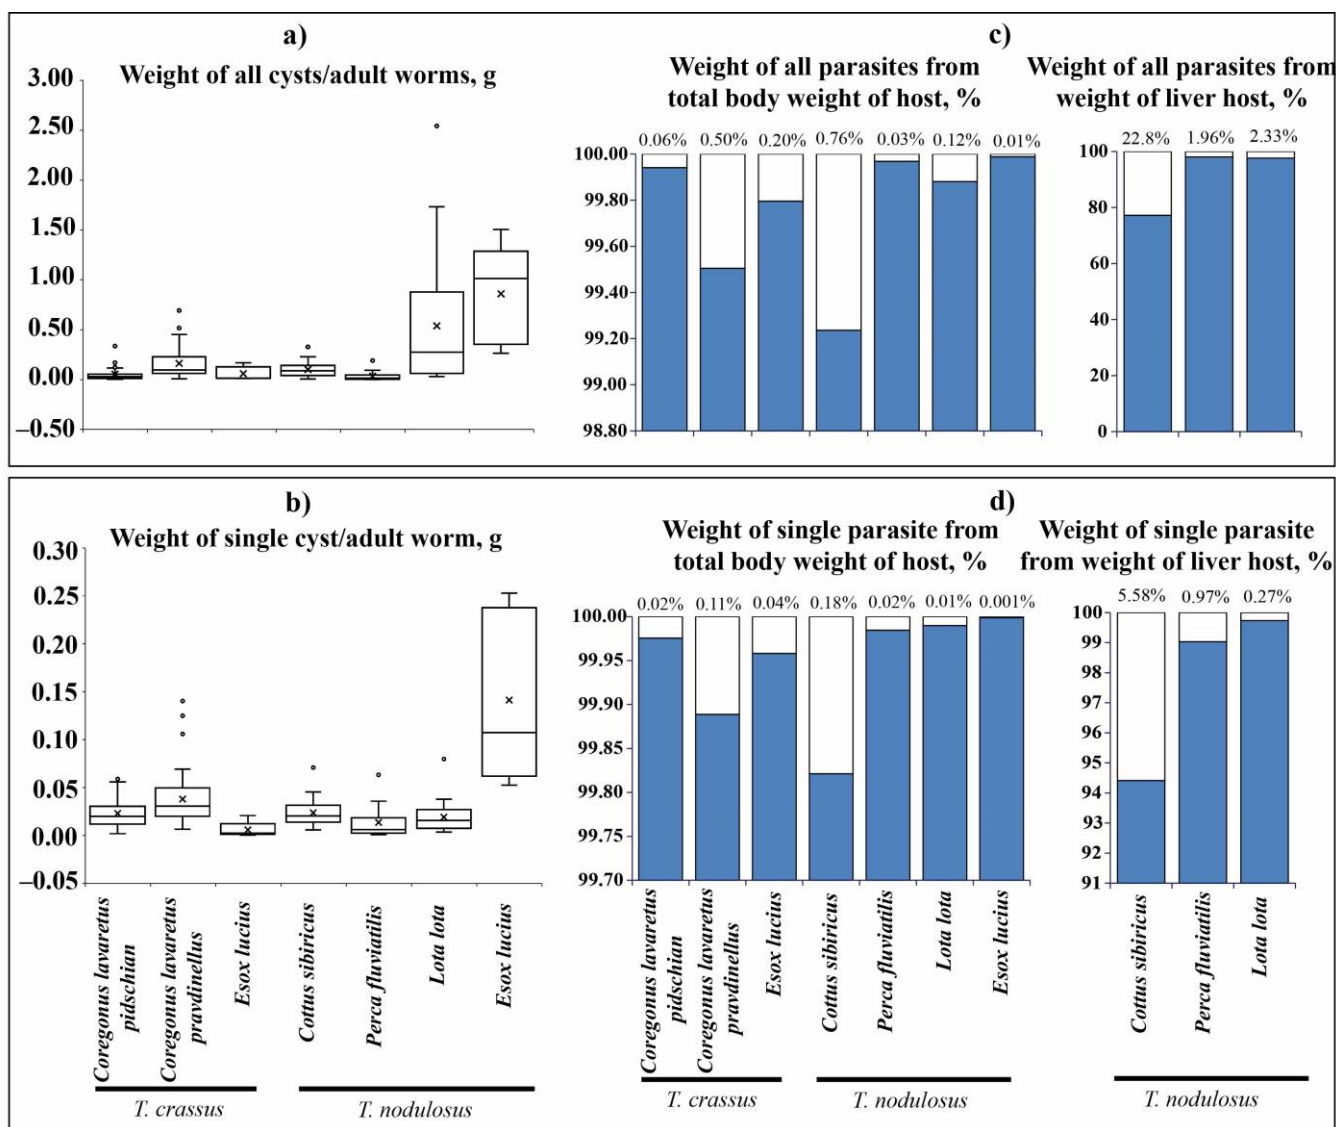 a)
Weight of all cysts/adult worms, g
3.00
2.50
2.00
1.50
1.00
0.50
0.00
–0.50
c)
Weight of all parasites from
total body weight of host, %
0.06% 0.50% 0.20% 0.76% 0.03% 0.12% 0.01%
100.00
99.80
99.60
99.40
99.20
99.00
98.80
Weight of all parasites from
weight of liver host, %
22.8% 1.96% 2.33%
100
80
60
40
20
0
b)
Weight of single cyst/adult worm, g
0.30
0.25
0.20
0.15
0.10
0.05
0.00
–0.05
Coregonus lavaretus
pidschian
Coregonus lavaretus
pravdinellus
Esox lucius
Cottus sibiricus
Perca fluviatilis
Lota lota
Esox lucius
T. crassus
T. nodulosus
d)
Weight of single parasite from
total body weight of host, %
0.02% 0.11% 0.04% 0.18% 0.02% 0.01% 0.001%
100.00
99.95
99.90
99.85
99.80
99.75
99.70
Coregonus lavaretus
pidschian
Coregonus lavaretus
pravdinellus
Esox lucius
Cottus sibiricus
Perca fluviatilis
Lota lota
Esox lucius
T. crassus
T. nodulosus
Weight of single parasite
from weight of liver host, %
5.58% 0.97% 0.27%
100
99
98
97
96
95
94
93
92
91
Cottus sibiricus
Perca fluviatilis
Lota lota
T. nodulosus